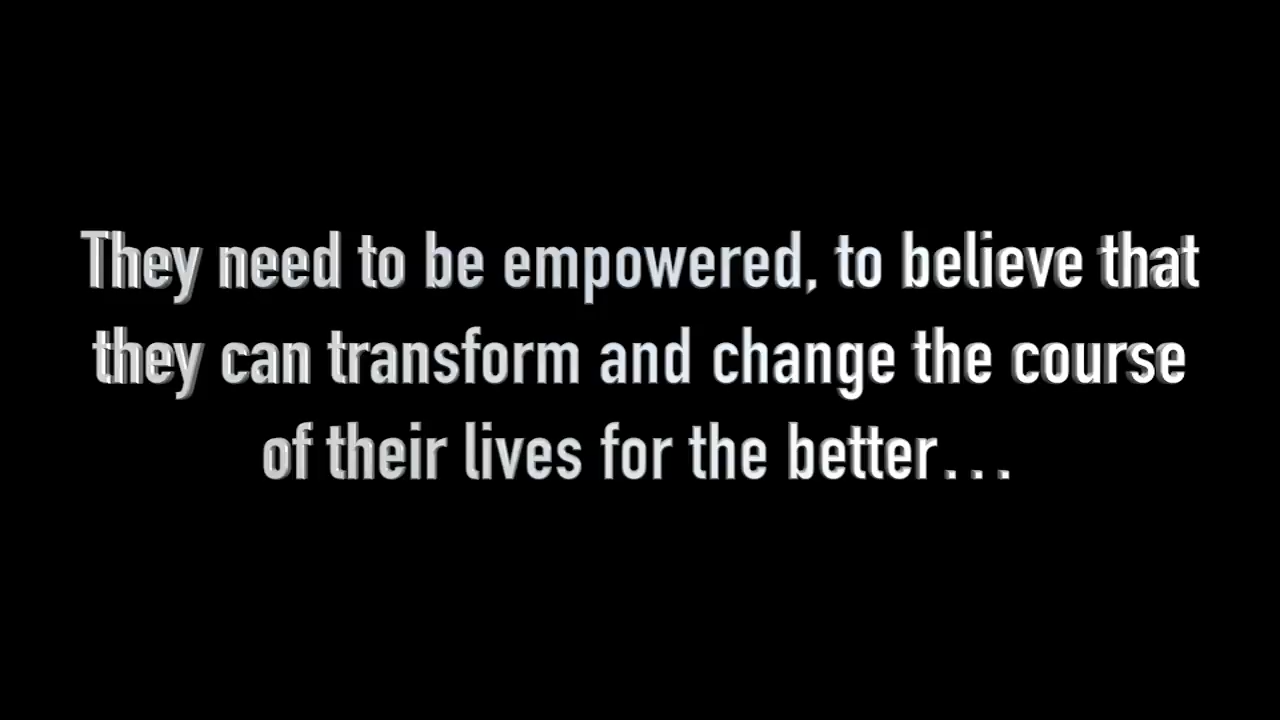 They need to be empowered, to believe that
they can transform and change the course
of their lives for the better...